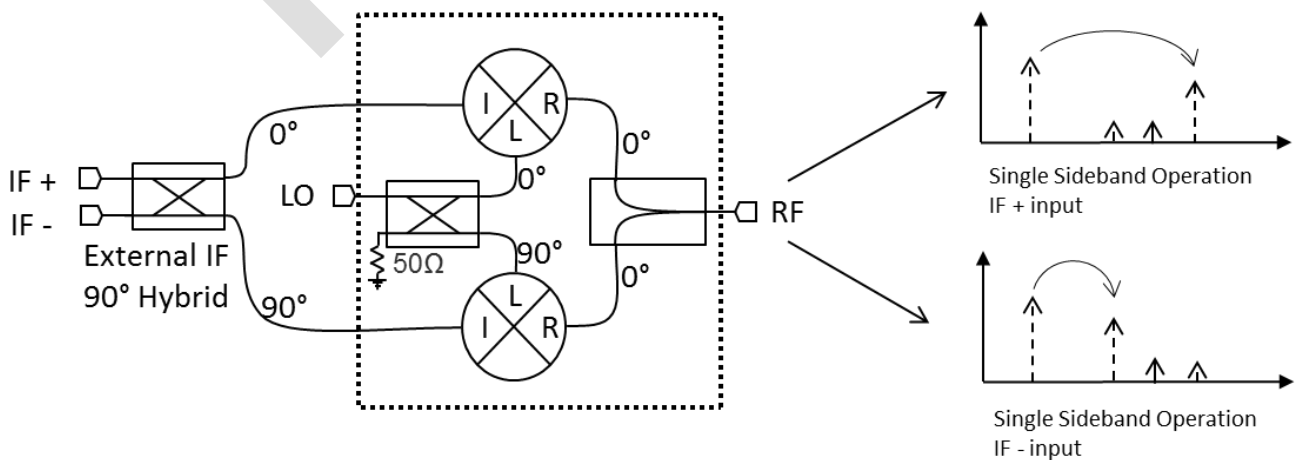 IF +
IF -
External IF
90° Hybrid
0°
90°
LO
50Ω
I
R
L
0°
90°
L
I
R
0°
0°
RF
Single Sideband Operation
IF + input
Single Sideband Operation
IF - input